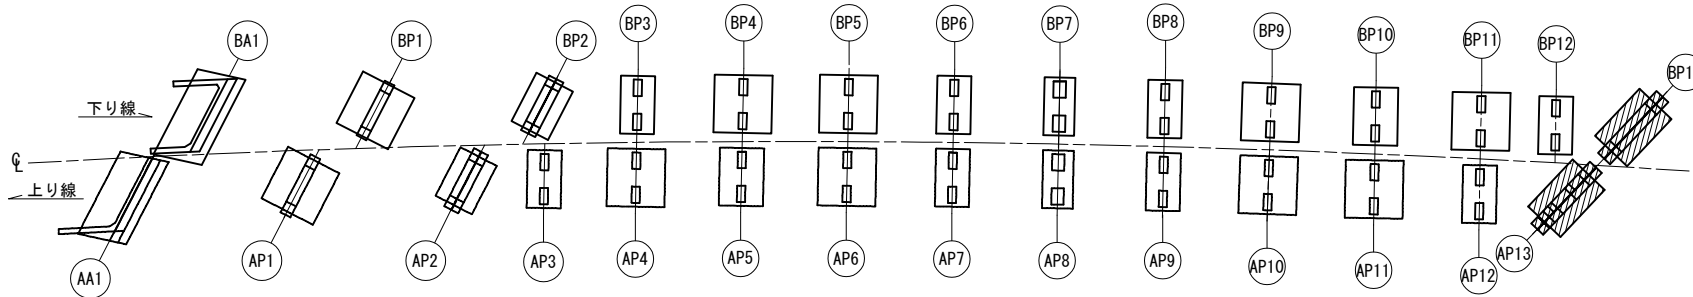 BA1
BP1
BP2
BP3
BP4
BP5
BP6
BP7
BP8
BP9
BP10
BP11
BP12
BP1
下り線
℄
上り線
AA1
AP1
AP2
AP3
AP4
AP5
AP6
AP7
AP8
AP9
AP10
AP11
AP12
AP13